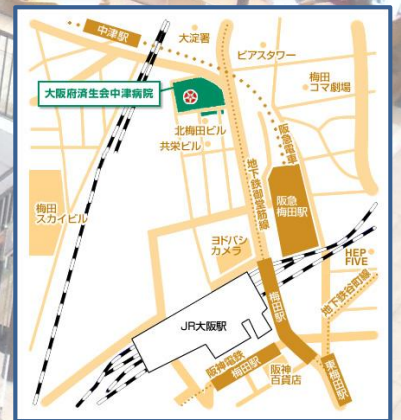 中津駅
大淀署
ピアスタワー
梅田
コマ劇場
大阪府済生会中津病院
北梅田ビル
共栄ビル
阪急電車
地下鉄御堂筋線
阪急
梅田駅
梅田
スカイビル
ヨドバシ
カメラ
HEP
FIVE
梅田駅
地下鉄谷町線
JR大阪駅
阪神電鉄
梅田駅
阪神
百貨店
東梅田駅